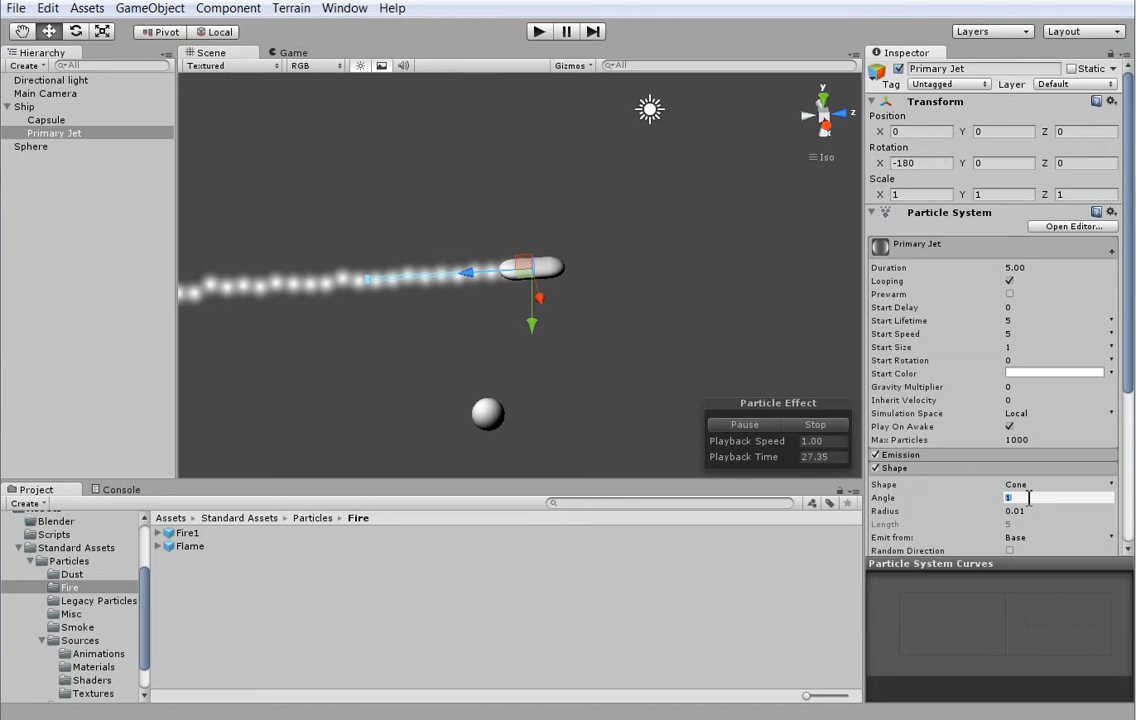 File Edit Assets GameObject Component Terrain Window Help
Pivot Local Layers Layout
Hierarchy
Create All
Directional light
Main Camera
Ship
Capsule
Primary Jet
Sphere
Scene Game
Textured RGB Gizmos All
y
z
Iso
Particle Effect
Pause Stop
Playback Speed 1.00
Playback Time 27.35
Inspector
Primary Jet Static
Tag Untagged Layer Default
Transform
Position
X 0 Y 0 Z 0
Rotation
X -180 Y 0 Z 0
Scale
X 1 Y 1 Z 1
Particle System
Open Editor...
Primary Jet
Duration 5.00
Looping
Prewarm
Start Delay 0
Start Lifetime 5
Start Speed 5
Start Size 1
Start Rotation 0
Start Color
Gravity Multiplier 0
Inherit Velocity 0
Simulation Space Local
Play On Awake
Max Particles 1000
Emission
Shape
Shape Cone
Angle
Radius 0.01
Length 5
Emit from: Base
Random Direction
Particle System Curves
Project Console
Create
Blender
Scripts
Standard Assets
Particles
Dust
Fire
Legacy Particles
Misc
Smoke
Sources
Animations
Materials
Shaders
Textures
Assets Standard Assets Particles Fire
Fire1
Flame